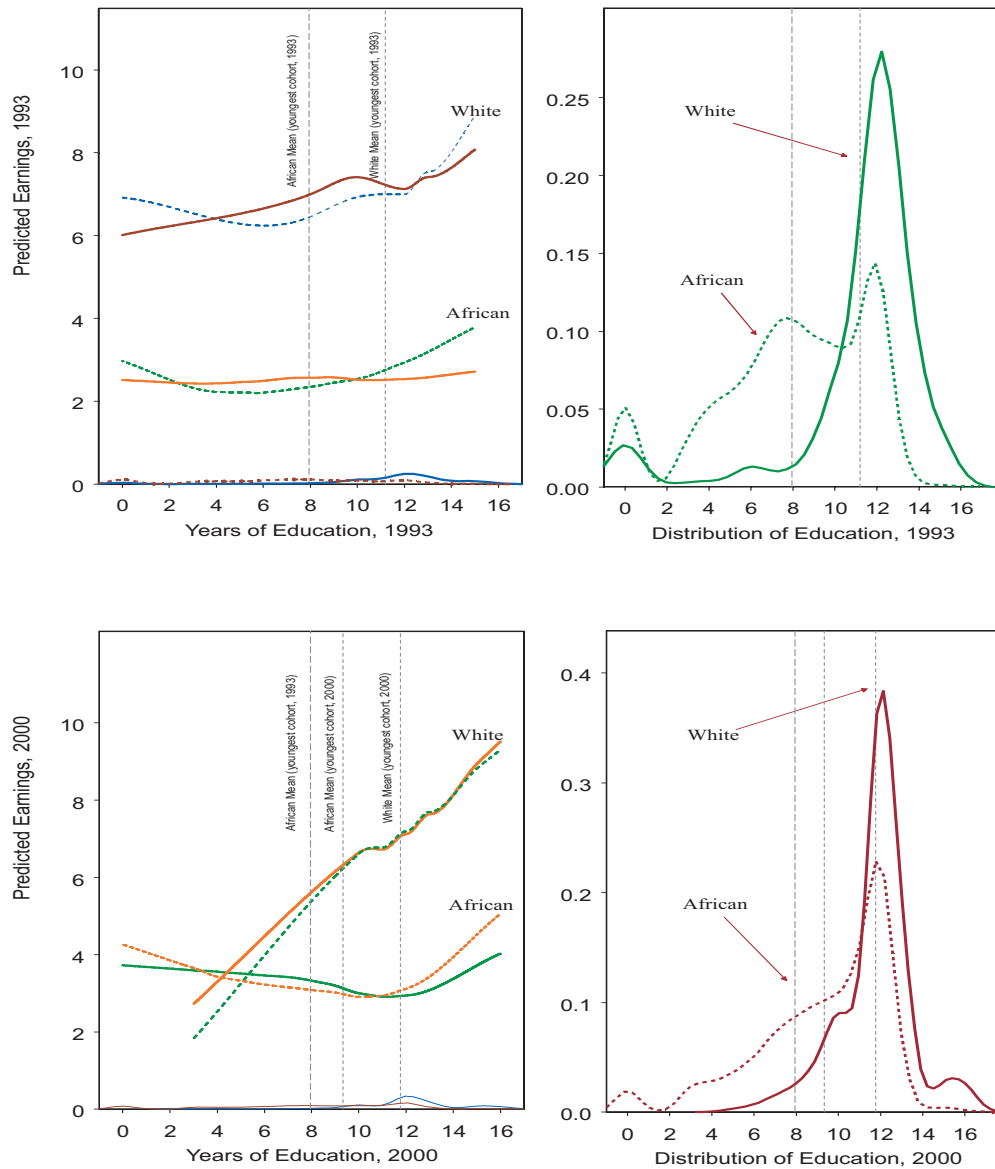 Predicted Earnings, 1993
10
8
6
4
2
0
African Mean (youngest cohort, 1993)
White Mean (youngest cohort, 1993)
White
African
0 2 4 6 8 10 12 14 16
Years of Education, 1993
0.25
0.20
0.15
0.10
0.05
0.00
White
African
0 2 4 6 8 10 12 14 16
Distribution of Education, 1993
Predicted Earnings, 2000
10
8
6
4
2
0
African Mean (youngest cohort, 1993)
African Mean (youngest cohort, 2000)
White Mean (youngest cohort, 2000)
White
African
0 2 4 6 8 10 12 14 16
Years of Education, 2000
0.4
0.3
0.2
0.1
0.0
White
African
0 2 4 6 8 10 12 14 16
Distribution of Education, 2000